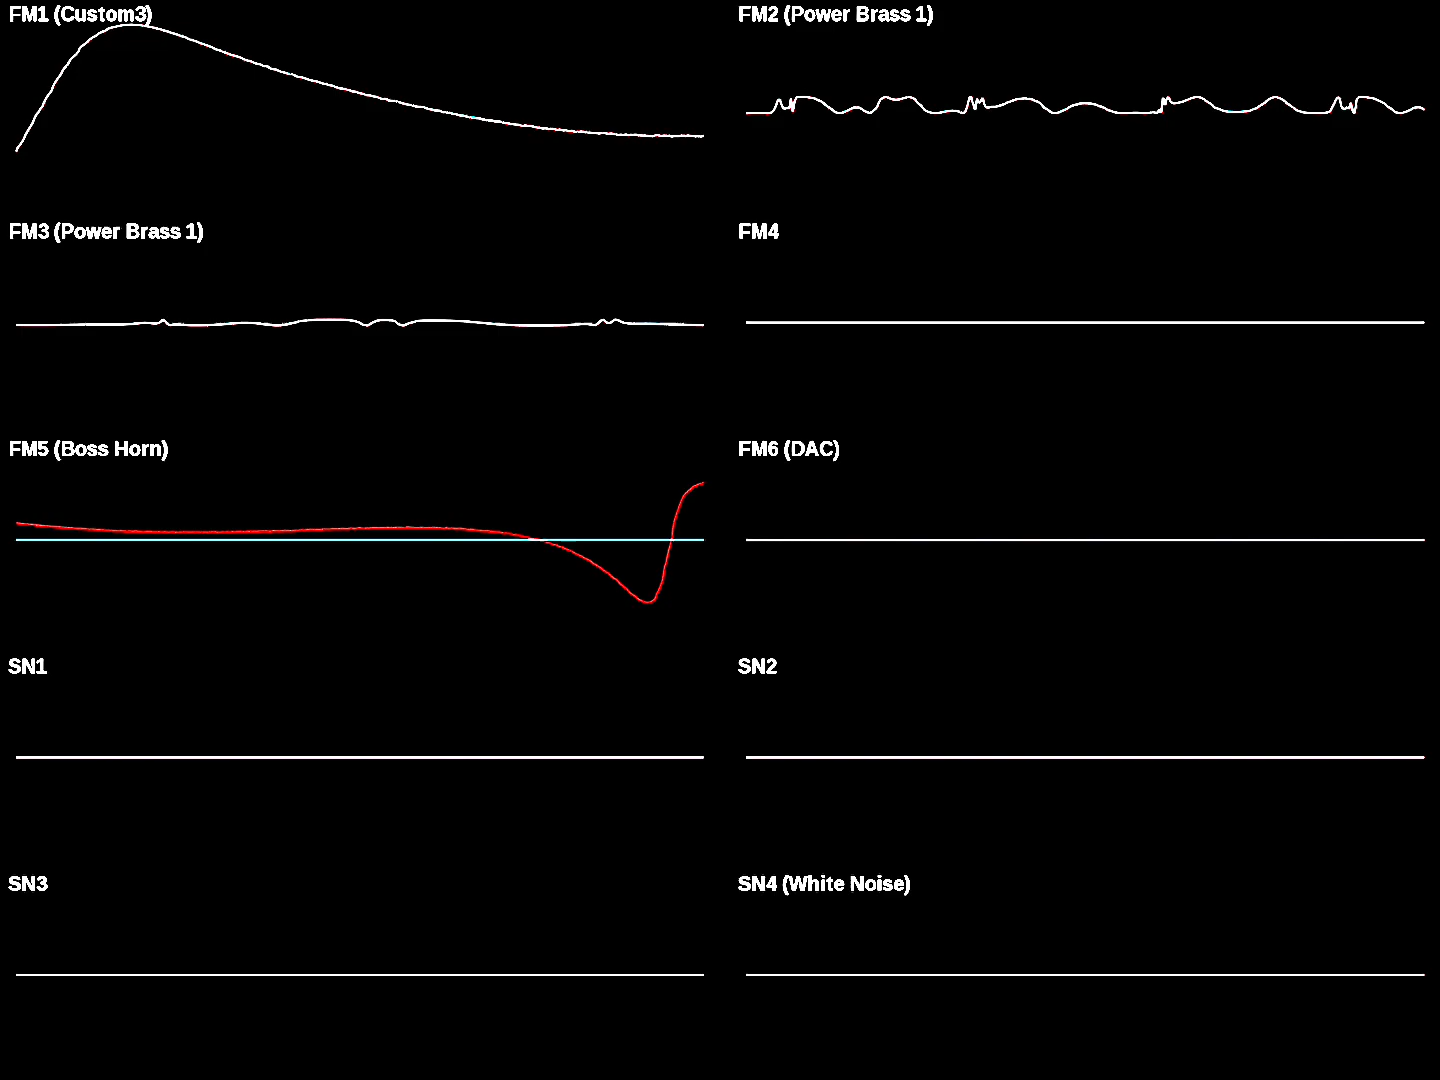 FM1 (Custom3)
FM2 (Power Brass 1)
FM3 (Power Brass 1)
FM4
FM5 (Boss Horn)
FM6 (DAC)
SN1
SN2
SN3
SN4 (White Noise)